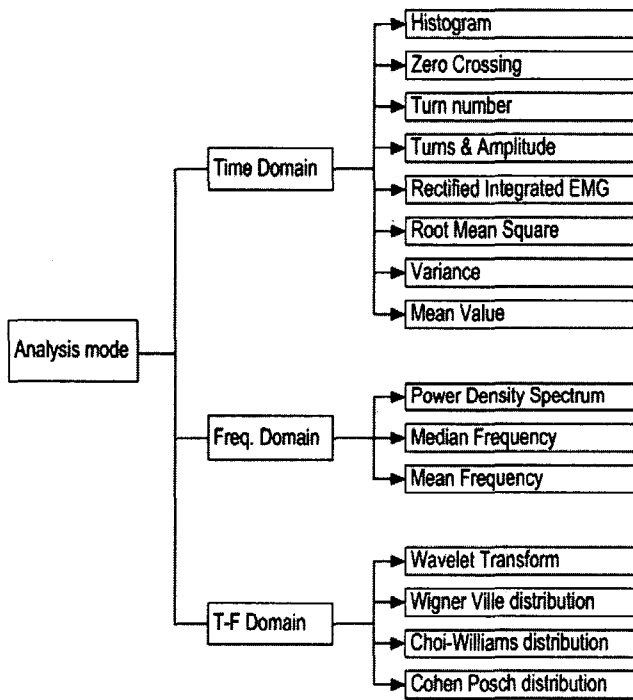 Histogram
Zero Crossing
Turn number
Turns & Amplitude
Time Domain
Rectified Integrated EMG
Root Mean Square
Variance
Mean Value
Analysis mode
Power Density Spectrum
Freq. Domain
Median Frequency
Mean Frequency
Wavelet Transform
Wigner Ville distribution
T-F Domain
Choi-Williams distribution
Cohen Posch distribution